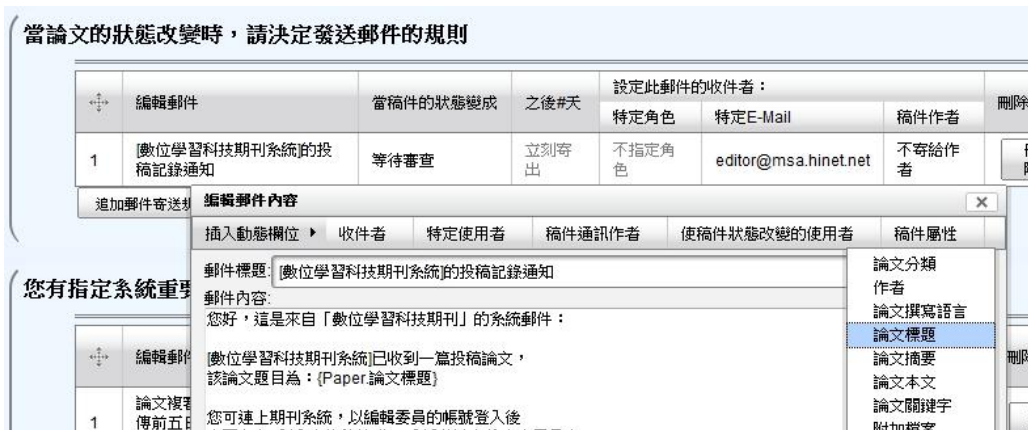 當論文的狀態改變時，請決定發送郵件的規則
設定此郵件的收件者：
編輯郵件 當稿件的狀態變成 之後#天 刪除
特定角色 特定E-Mail 稿件作者
1 [數位學習科技期刊系統]的投稿記錄通知 等待審查 立刻寄出 不指定角色 editor@msa.hinet.net 不寄給作者
追加郵件寄送規
編輯郵件內容
插入動態欄位 收件者 特定使用者 稿件通訊作者 使稿件狀態改變的使用者 稿件屬性
郵件標題: [數位學習科技期刊系統]的投稿記錄通知
郵件內容:
您好，這是來自「數位學習科技期刊」的系統郵件：
[數位學習科技期刊系統]已收到一篇投稿論文，
該論文題目為：{Paper.論文標題}
您可連上期刊系統，以編輯委員的帳號登入後
論文分類
作者
論文撰寫語言
論文標題
論文摘要
論文本文
論文關鍵字
附加檔案
您有指定系統重要
編輯郵件
1 論文複
傳前五日